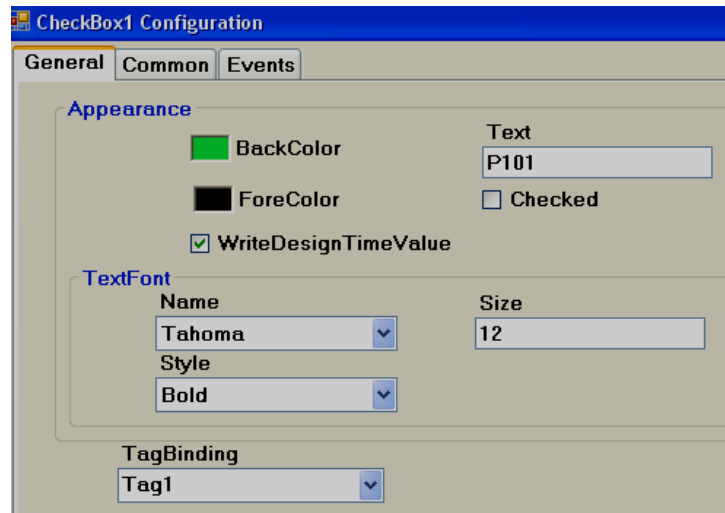 CheckBox1 Configuration
General Common Events
Appearance
BackColor
Text
P101
ForeColor
Checked
WriteDesignTimeValue
TextFont
Name
Size
Tahoma
12
Style
Bold
TagBinding
Tag1